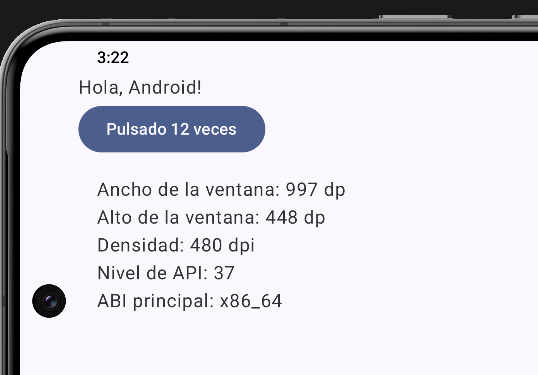 3:22
Hola, Android!
Pulsado 12 veces
Ancho de la ventana: 997 dp
Alto de la ventana: 448 dp
Densidad: 480 dpi
Nivel de API: 37
ABI principal: x86_64